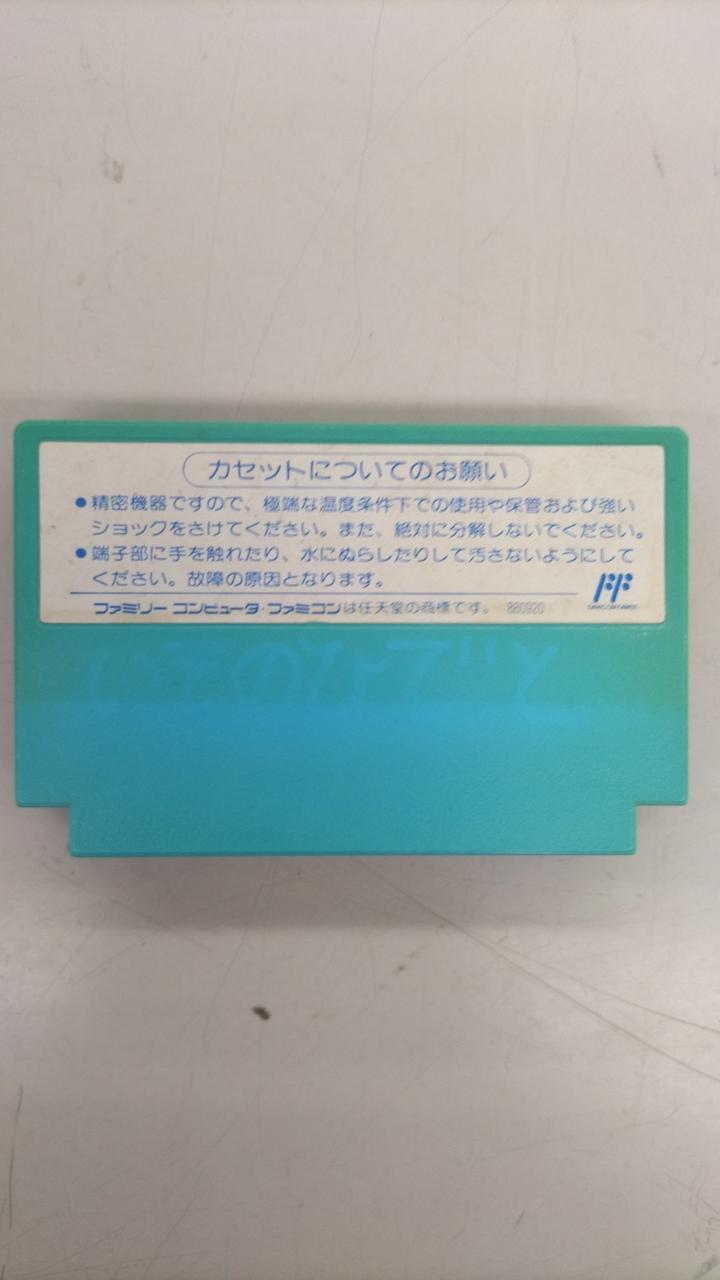 カセットについてのお願い
●精密機器ですので、極端な温度条件下での使用や保管および強い
ショックをさけてください。また、絶対に分解しないでください。
●端子部に手を触れたり、水にぬらしたりして汚さないようにして
ください。故障の原因となります。
ファミリーコンピュータ・ファミコンは任天堂の商標です。 880920
FF